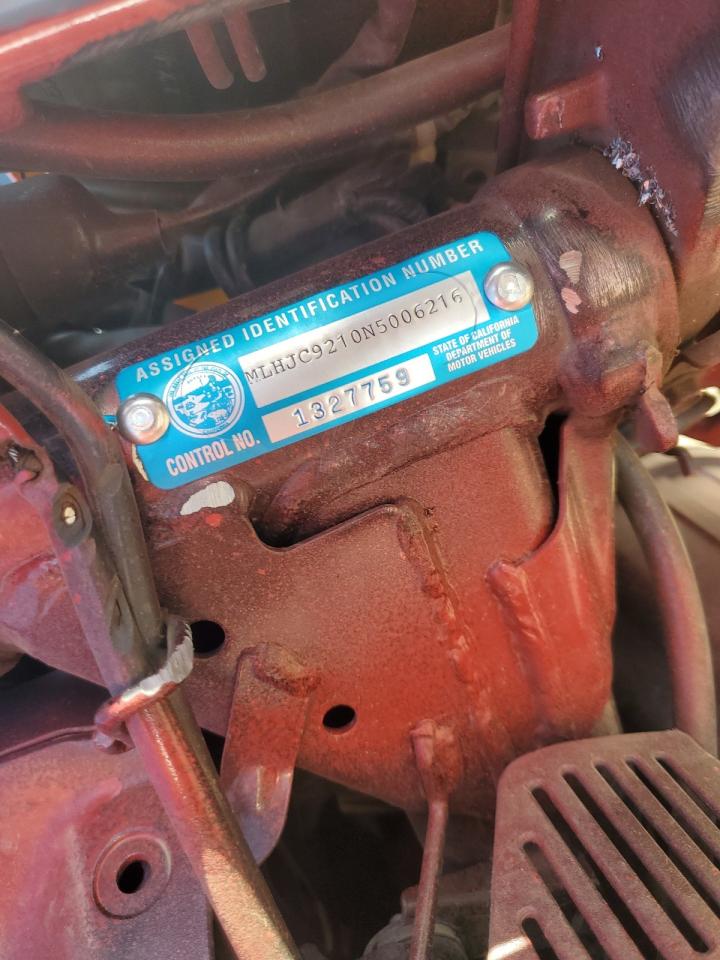 ASSIGNED IDENTIFICATION NUMBER
MLHJC9210N5006216
CONTROL NO.
1327759
STATE OF CALIFORNIA
DEPARTMENT OF
MOTOR VEHICLES